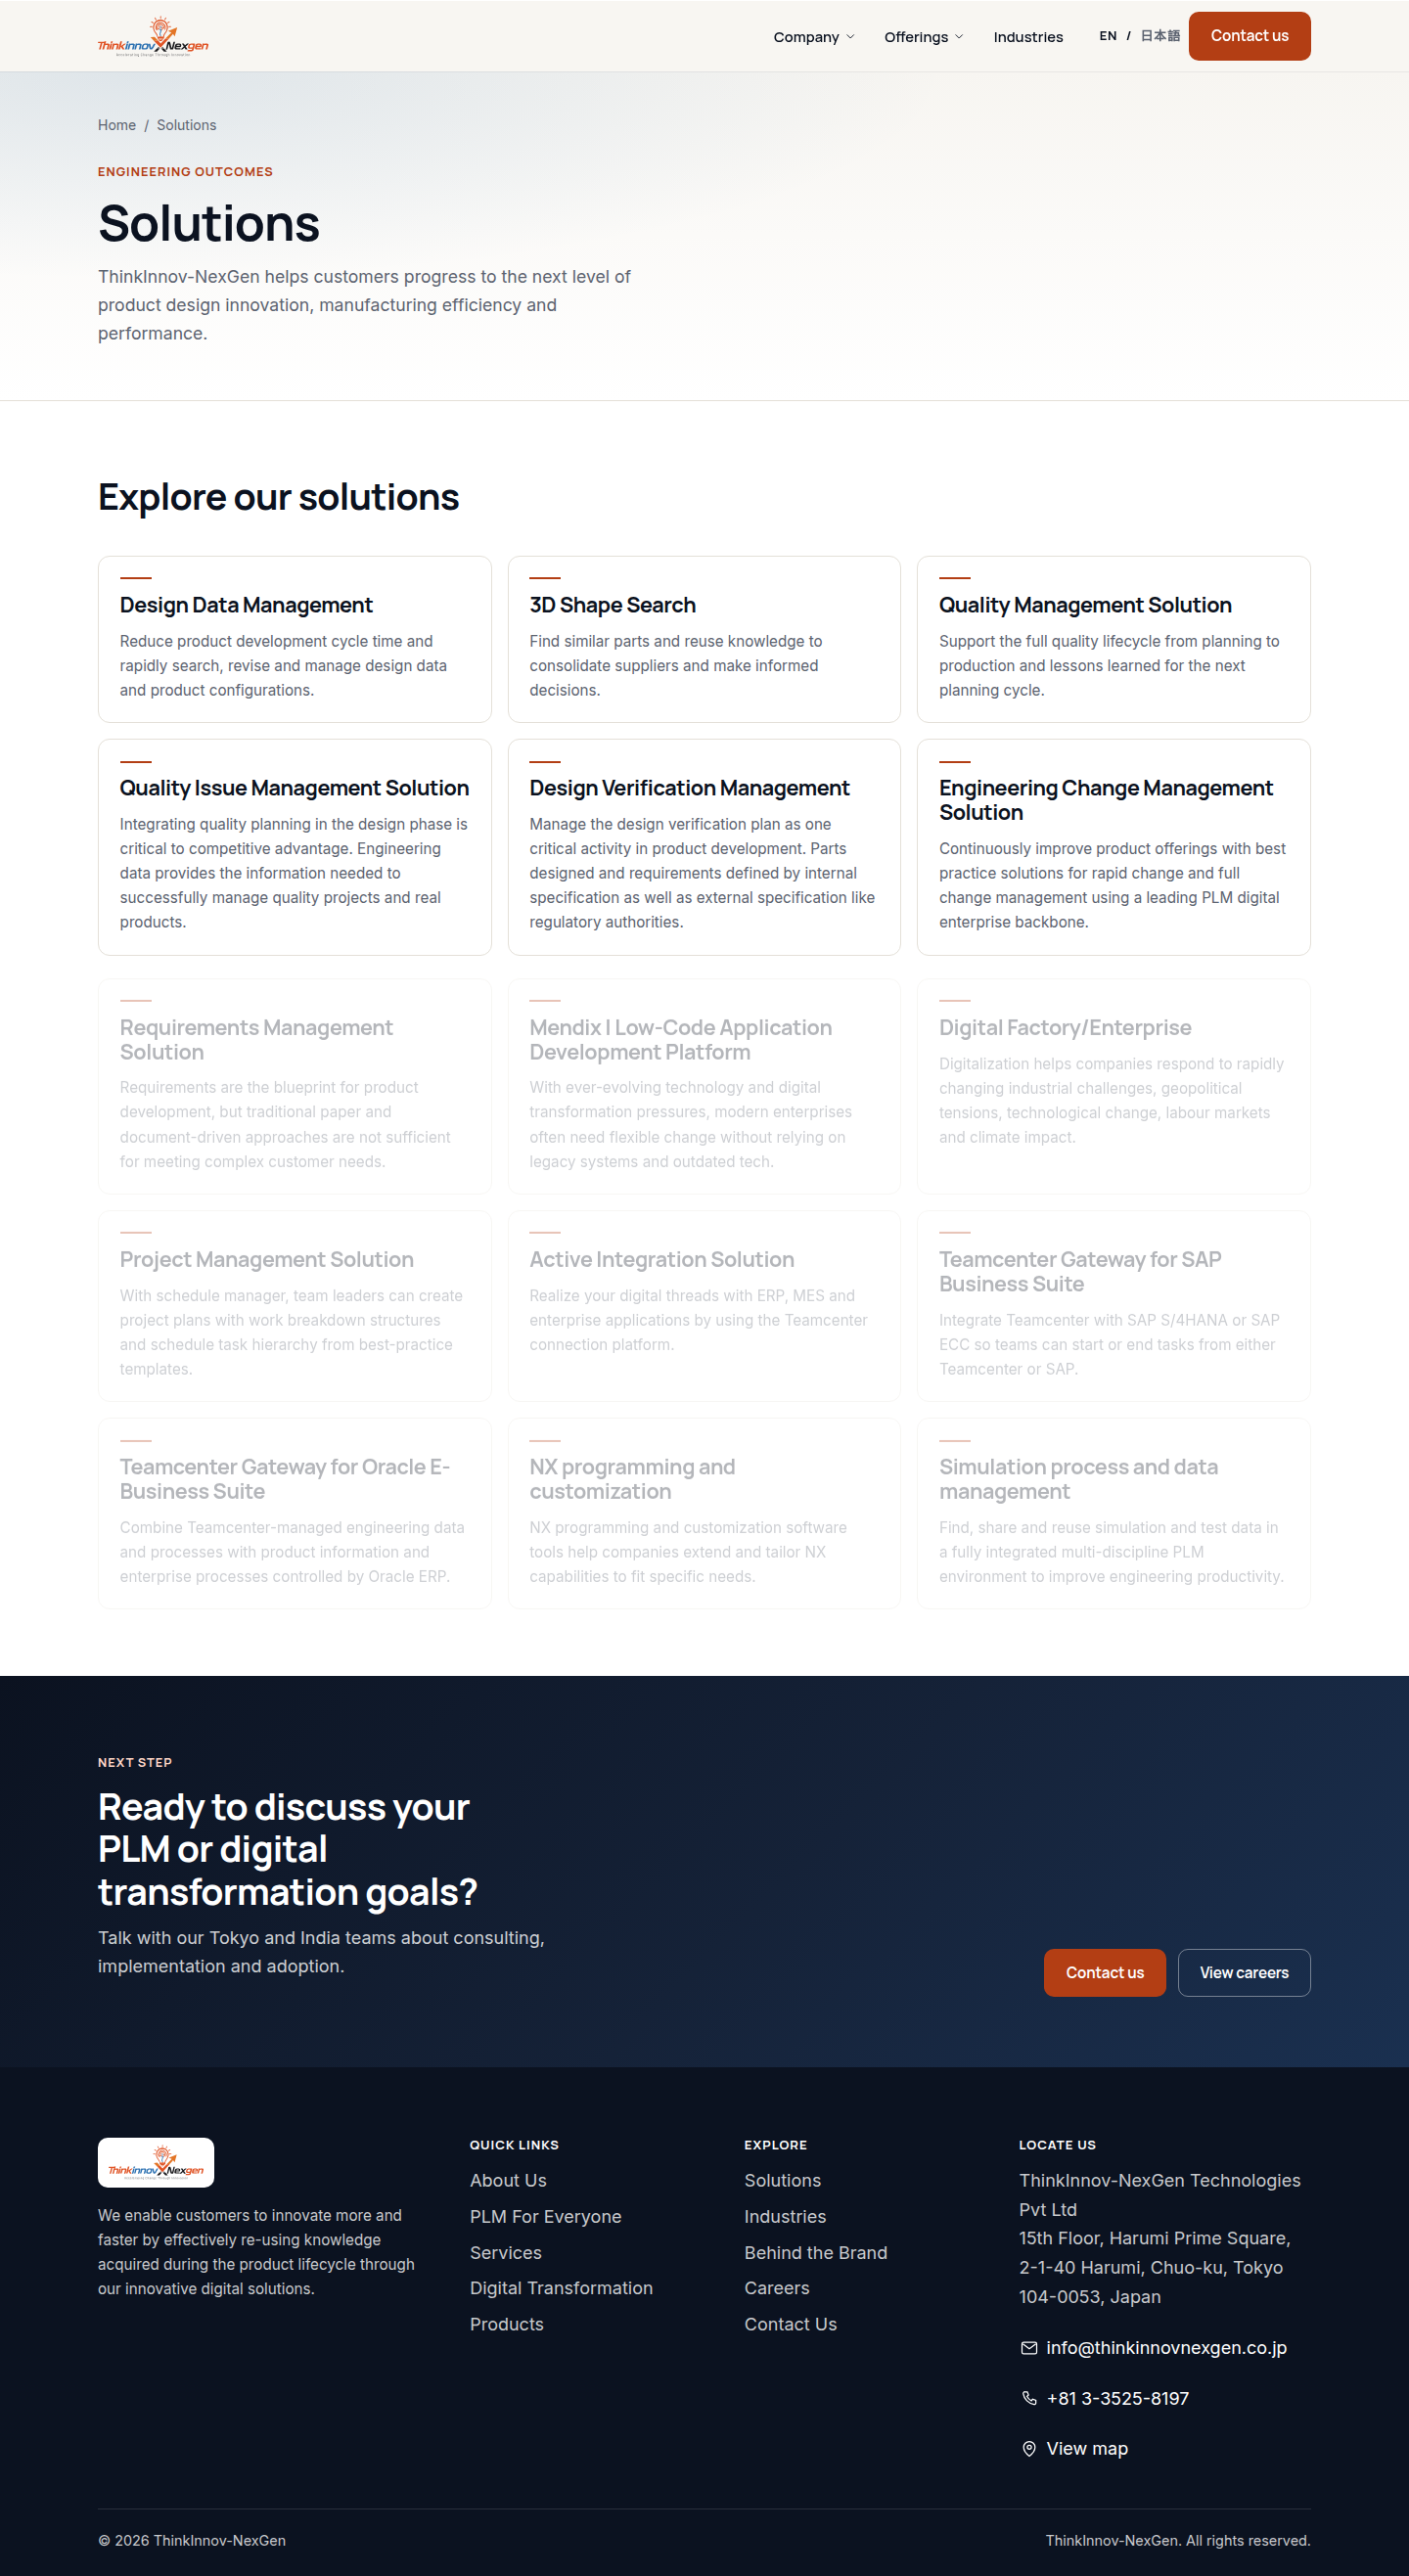 Thinkinnov Nexgen
Company
Offerings
Industries
EN / 日本語
Contact us
Home / Solutions
ENGINEERING OUTCOMES
Solutions
ThinkInnov-NexGen helps customers progress to the next level of
product design innovation, manufacturing efficiency and
performance.
Explore our solutions
Design Data Management
Reduce product development cycle time and
rapidly search, revise and manage design data
and product configurations.
3D Shape Search
Find similar parts and reuse knowledge to
consolidate suppliers and make informed
decisions.
Quality Management Solution
Support the full quality lifecycle from planning to
production and lessons learned for the next
planning cycle.
Quality Issue Management Solution
Integrating quality planning in the design phase is
critical to competitive advantage. Engineering
data provides the information needed to
successfully manage quality projects and real
products.
Design Verification Management
Manage the design verification plan as one
critical activity in product development. Parts
designed and requirements defined by internal
specification as well as external specification like
regulatory authorities.
Engineering Change Management
Solution
Continuously improve product offerings with best
practice solutions for rapid change and full
change management using a leading PLM digital
enterprise backbone.
Requirements Management
Solution
Requirements are the blueprint for product
development, but traditional paper and
document-driven approaches are not sufficient
for meeting complex customer needs.
Mendix | Low-Code Application
Development Platform
With ever-evolving technology and digital
transformation pressures, modern enterprises
often need flexible change without relying on
legacy systems and outdated tech.
Digital Factory/Enterprise
Digitalization helps companies respond to rapidly
changing industrial challenges, geopolitical
tensions, technological change, labour markets
and climate impact.
Project Management Solution
With schedule manager, team leaders can create
project plans with work breakdown structures
and schedule task hierarchy from best-practice
templates.
Active Integration Solution
Realize your digital threads with ERP, MES and
enterprise applications by using the Teamcenter
connection platform.
Teamcenter Gateway for SAP
Business Suite
Integrate Teamcenter with SAP S/4HANA or SAP
ECC so teams can start or end tasks from either
Teamcenter or SAP.
Teamcenter Gateway for Oracle E-
Business Suite
Combine Teamcenter-managed engineering data
and processes with product information and
enterprise processes controlled by Oracle ERP.
NX programming and
customization
NX programming and customization software
tools help companies extend and tailor NX
capabilities to fit specific needs.
Simulation process and data
management
Find, share and reuse simulation and test data in
a fully integrated multi-discipline PLM
environment to improve engineering productivity.
NEXT STEP
Ready to discuss your
PLM or digital
transformation goals?
Talk with our Tokyo and India teams about consulting,
implementation and adoption.
Contact us
View careers
Thinkinnov Nexgen
We enable customers to innovate more and
faster by effectively re-using knowledge
acquired during the product lifecycle through
our innovative digital solutions.
QUICK LINKS
About Us
PLM For Everyone
Services
Digital Transformation
Products
EXPLORE
Solutions
Industries
Behind the Brand
Careers
Contact Us
LOCATE US
ThinkInnov-NexGen Technologies
Pvt Ltd
15th Floor, Harumi Prime Square,
2-1-40 Harumi, Chuo-ku, Tokyo
104-0053, Japan
info@thinkinnovnexgen.co.jp
+81 3-3525-8197
View map
© 2026 ThinkInnov-NexGen
ThinkInnov-NexGen. All rights reserved.